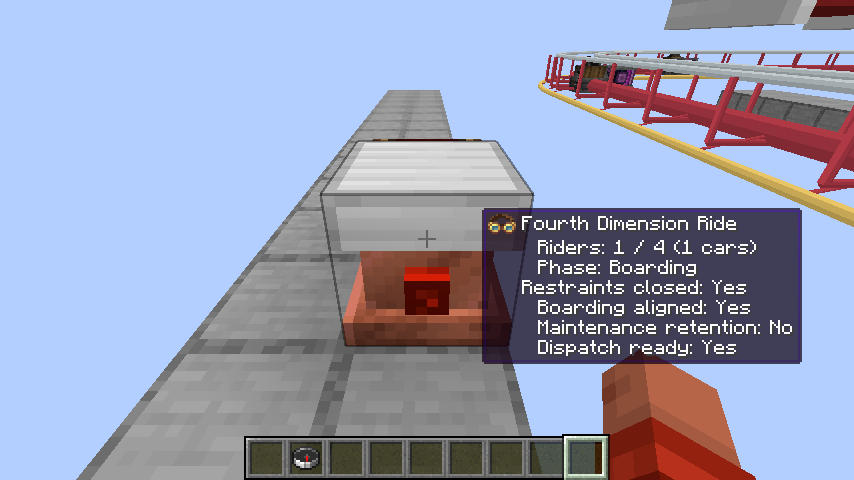 Fourth Dimension Ride
Riders: 1 / 4 (1 cars)
Phase: Boarding
Restraints closed: Yes
Boarding aligned: Yes
Maintenance retention: No
Dispatch ready: Yes